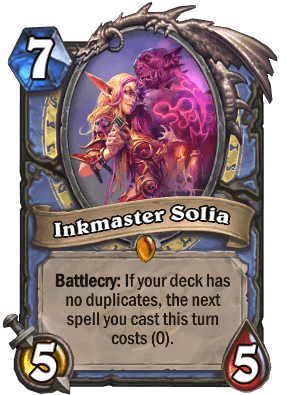 7
Inkmaster Solia
Battlecry: If your deck has
no duplicates, the next
spell you cast this turn
costs (0).
5 5